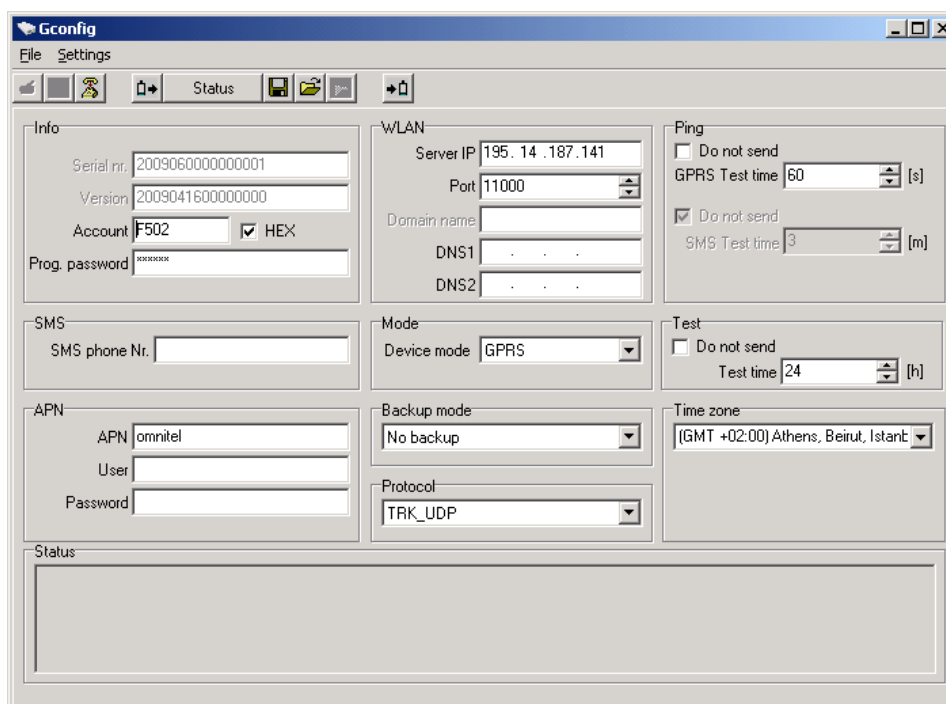 Gconfig
File Settings
Status
Info
Serial nr. 2009060000000001
Version 2009041600000000
Account F502 HEX
Prog. password ******
WLAN
Server IP 195. 14 .187.141
Port 11000
Domain name
DNS1 . . .
DNS2 . . .
Ping
Do not send
GPRS Test time 60 [s]
Do not send
SMS Test time 3 [m]
SMS
SMS phone Nr.
Mode
Device mode GPRS
Test
Do not send
Test time 24 [h]
APN
APN omnitel
User
Password
Backup mode
No backup
Protocol
TRK_UDP
Time zone
(GMT +02:00) Athens, Beirut, Istanb
Status